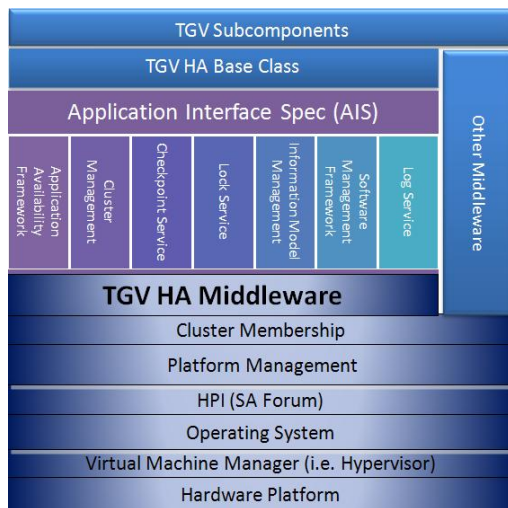 TGV Subcomponents
TGV HA Base Class
Application Interface Spec (AIS)
Application
Availability
Framework
Cluster
Management
Checkpoint Service
Lock Service
Information Model
Management
Software
Management
Framework
Log Service
Other Middleware
TGV HA Middleware
Cluster Membership
Platform Management
HPI (SA Forum)
Operating System
Virtual Machine Manager (i.e. Hypervisor)
Hardware Platform